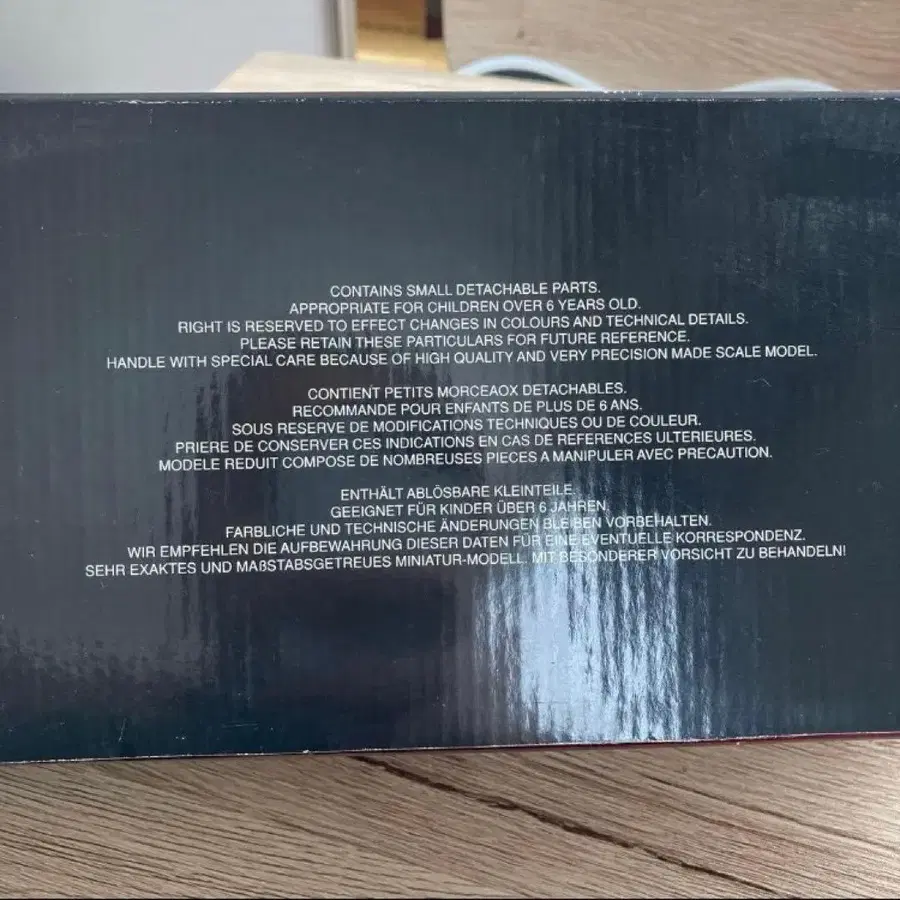 CONTAINS SMALL DETACHABLE PARTS.
APPROPRIATE FOR CHILDREN OVER 6 YEARS OLD.
RIGHT IS RESERVED TO EFFECT CHANGES IN COLOURS AND TECHNICAL DETAILS.
PLEASE RETAIN THESE PARTICULARS FOR FUTURE REFERENCE.
HANDLE WITH SPECIAL CARE BECAUSE OF HIGH QUALITY AND VERY PRECISION MADE SCALE MODEL.
CONTIENT PETITS MORCEAOX DETACHABLES.
RECOMMANDE POUR ENFANTS DE PLUS DE 6 ANS.
SOUS RESERVE DE MODIFICATIONS TECHNIQUES OU DE COULEUR.
PRIERE DE CONSERVER CES INDICATIONS EN CAS DE REFERENCES ULTERIEURES.
MODELE REDUIT COMPOSE DE NOMBREUSES PIECES A MANIPULER AVEC PRECAUTION.
ENTHÄLT ABLÖSBARE KLEINTEILE.
GEEIGNET FÜR KINDER ÜBER 6 JAHREN
FARBLICHE UND TECHNISCHE ÄNDERUNGEN BLEIBEN VORBEHALTEN.
WIR EMPFEHLEN DIE AUFBEWAHRUNG DIESER DATEN FÜR EINE EVENTUELLE KORRESPONDENZ.
SEHR EXAKTES UND MAßSTABSGETREUES MINIATUR-MODELL. MIT BESONDERER VORSICHT ZU BEHANDELN!